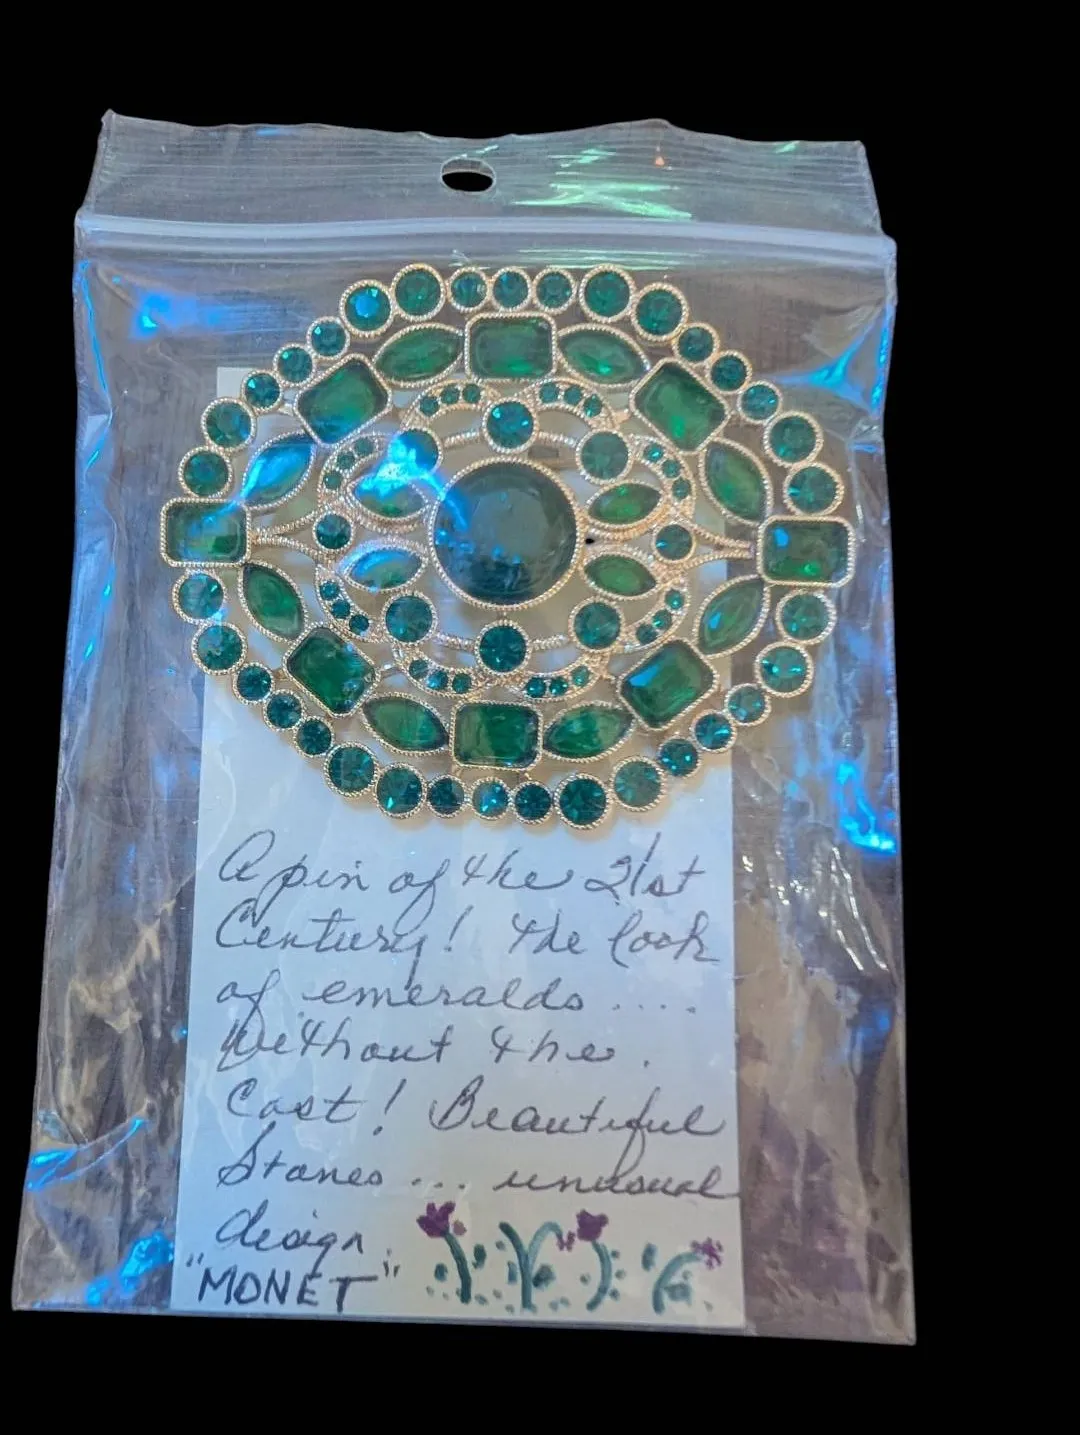 A pin of the 21st
Century! The look
of emeralds ....
Without the
Cost! Beautiful
Stones ... unusual
design
"MONET"